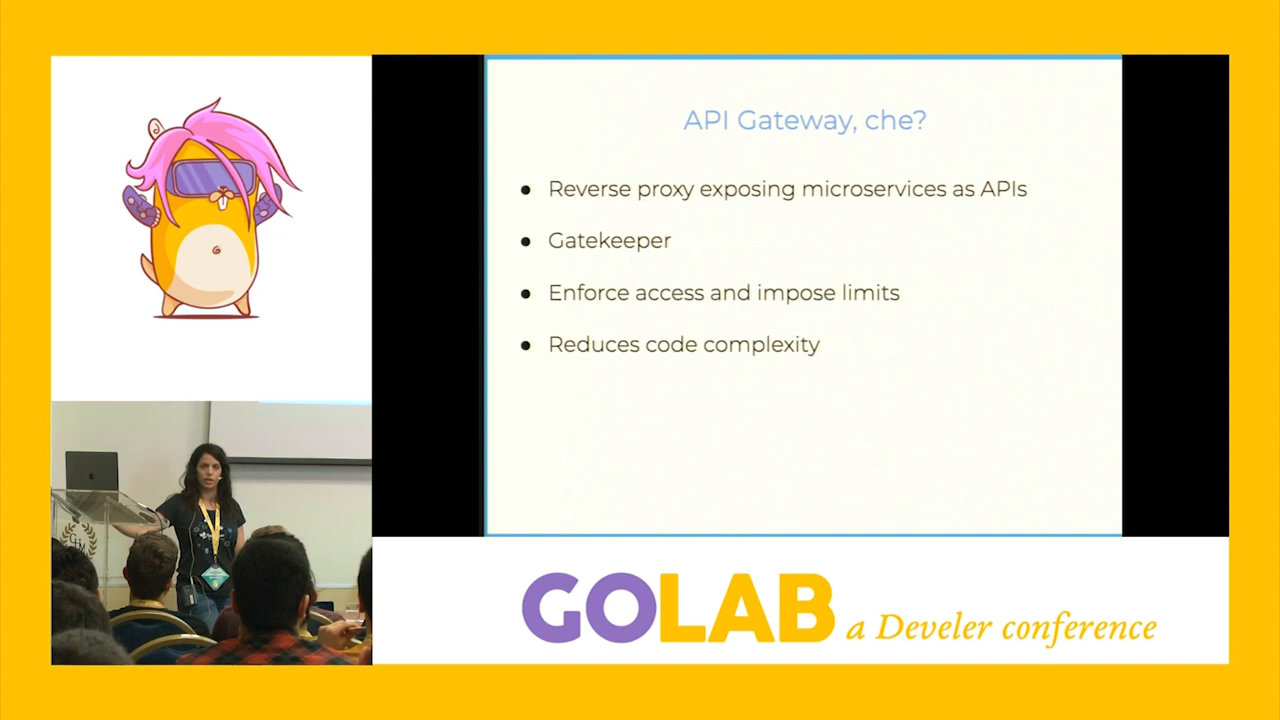 API Gateway, che?
Reverse proxy exposing microservices as APIs
Gatekeeper
Enforce access and impose limits
Reduces code complexity
GOLAB a Develer conference